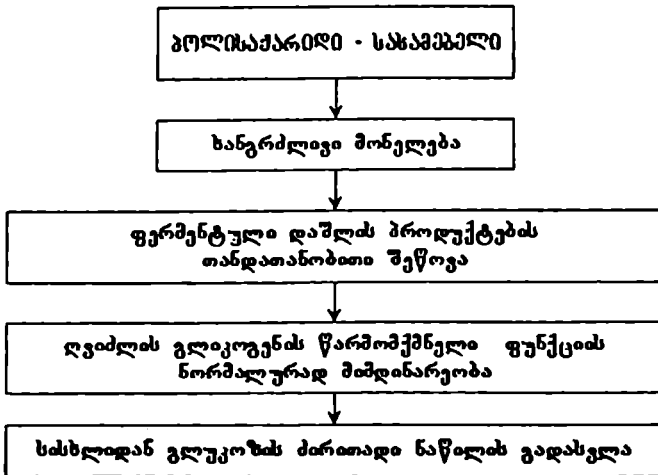 პოლისაქარიდი - სახამებელი
ხანგრძლივი მონელება
ფერმენტული დაშლის პროდუქტების
თანდათანობითი შეწოვა
ღვიძლის გლიკოგენის წარმომქმნელი ფუნქციის
ნორმალურად მიმდინარეობა
სისხლიდან გლუკოზის ძირითადი ნაწილის გადასვლა